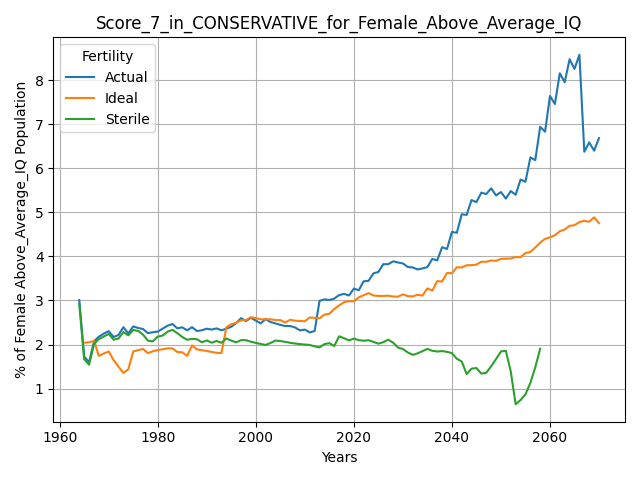 Score_7_in_CONSERVATIVE_for_Female_Above_Average_IQ
Fertility
Actual
Ideal
Sterile
% of Female Above_Average_IQ Population
8
7
6
5
4
3
2
1
1960 1980 2000 2020 2040 2060
Years